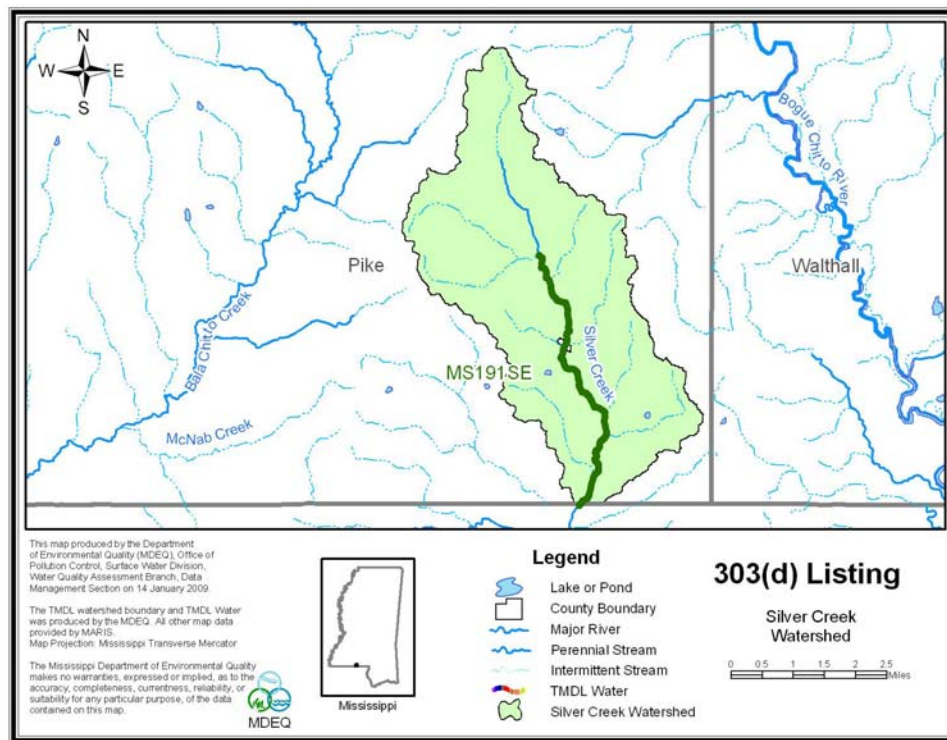 N
W E
S
Bogue Chitto River
Pike
Walthall
Bala Chitto Creek
Silver Creek
MS191SE
McNab Creek
This map produced by the Department
of Environmental Quality (MDEQ), Office of
Pollution Control, Surface Water Division,
Water Quality Assessment Branch, Data
Management Section on 14 January 2009.
The TMDL watershed boundary and TMDL Water
was produced by the MDEQ. All other map data
provided by MARIS.
Map Projection: Mississippi Transverse Mercator
The Mississippi Department of Environmental Quality
makes no warranties, expressed or implied, as to the
accuracy, completeness, currentness, reliability, or
suitability for any particular purpose, of the data
contained on this map.
MDEQ
Mississippi
Legend
Lake or Pond
County Boundary
Major River
Perennial Stream
Intermittent Stream
TMDL Water
Silver Creek Watershed
303(d) Listing
Silver Creek
Watershed
0 0.5 1 1.5 2 2.5
Miles